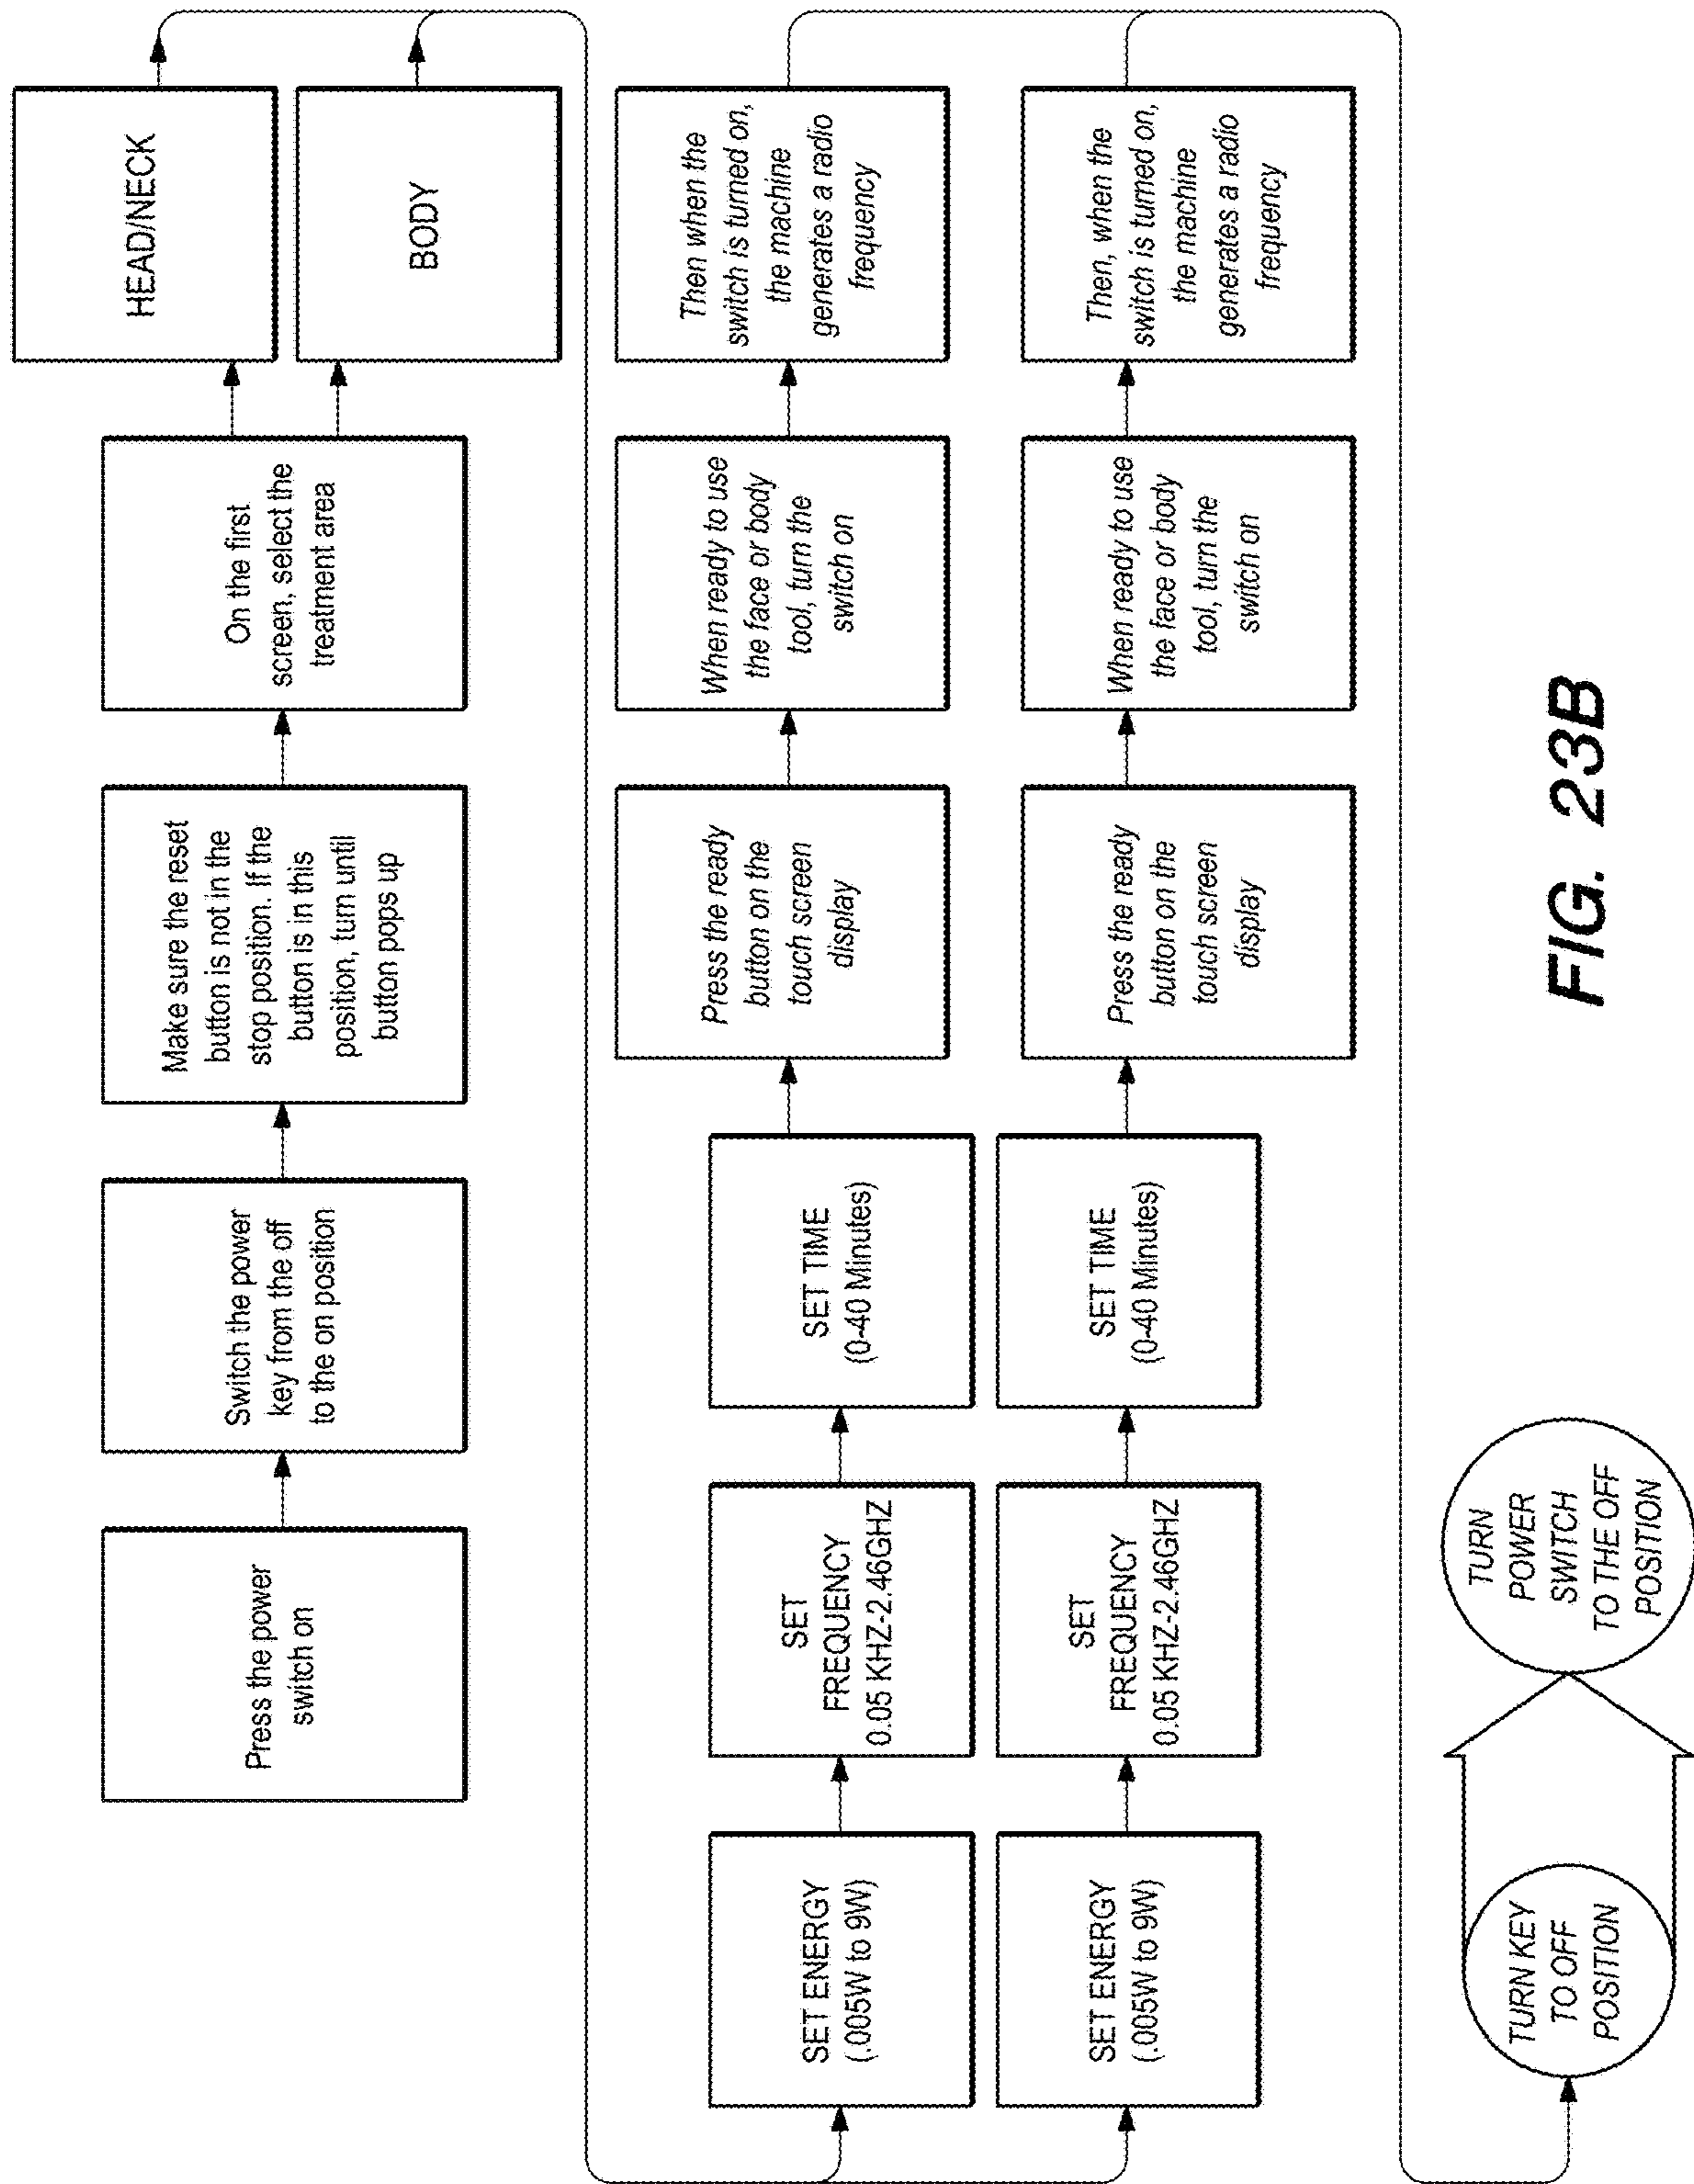 Press the power
switch on
Switch the power
key from the off
to the on position
Make sure the reset
button is not in the
stop position. If the
button is in this
position, turn until
button pops up
On the first
screen, select the
treatment area
HEAD/NECK
BODY
SET ENERGY
(.005W to 9W)
SET
FREQUENCY
0.05 KHZ-2.46GHZ
SET TIME
(0-40 Minutes)
Press the ready
button on the
touch screen
display
When ready to use
the face or body
tool, turn the
switch on
Then when the
switch is turned on,
the machine
generates a radio
frequency
SET ENERGY
(.005W to 9W)
SET
FREQUENCY
0.05 KHZ-2.46GHZ
SET TIME
(0-40 Minutes)
Press the ready
button on the
touch screen
display
When ready to use
the face or body
tool, turn the
switch on
Then, when the
switch is turned on,
the machine
generates a radio
frequency
TURN KEY
TO OFF
POSITION
TURN
POWER
SWITCH
TO THE OFF
POSITION
FIG. 23B